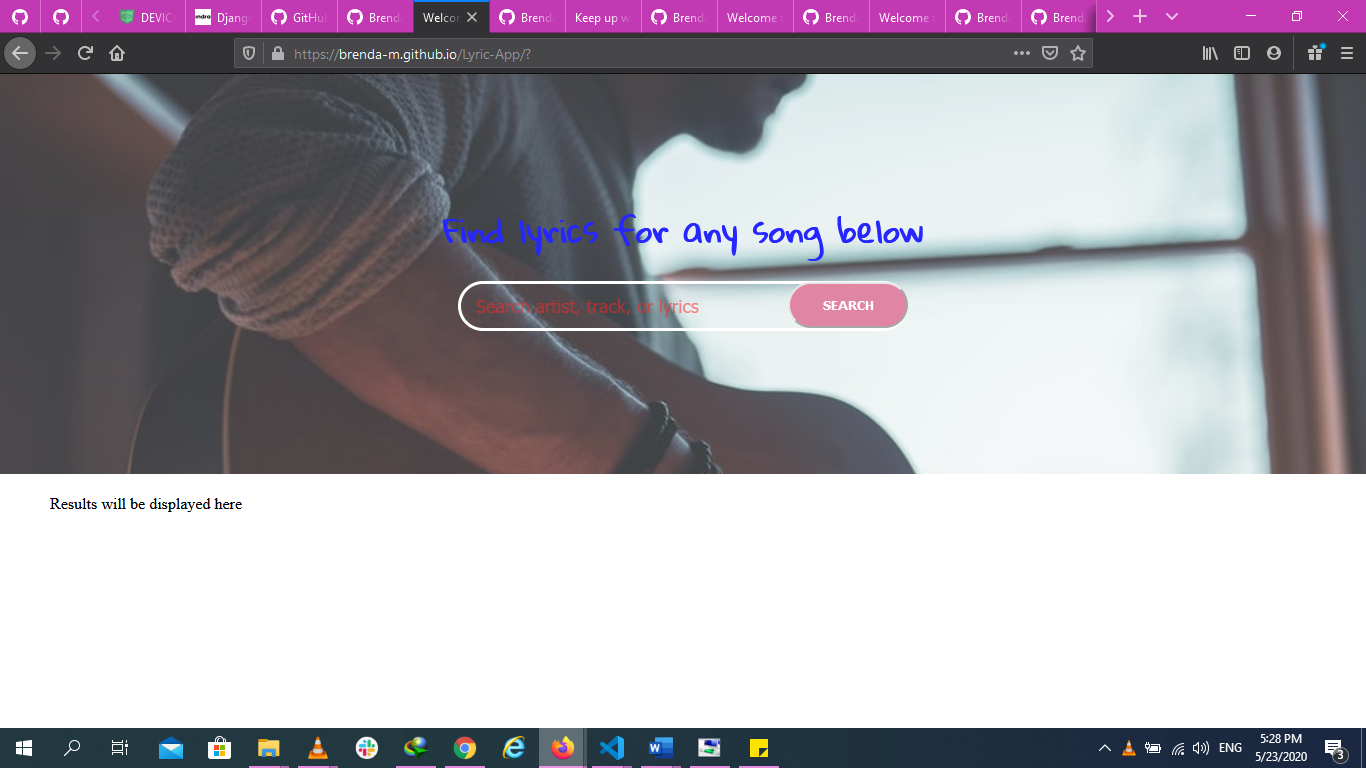 DEVIC
indra Djang
GitHu
Brend
Welcor
Brend
Keep up w
Brend
Welcome
Brend
Welcome
Brend
Brend
https://brenda-m.github.io/Lyric-App/?
Find lyrics for any song below
Search artist, track, or lyrics
SEARCH
Results will be displayed here
ENG
5:28 PM
5/23/2020
3